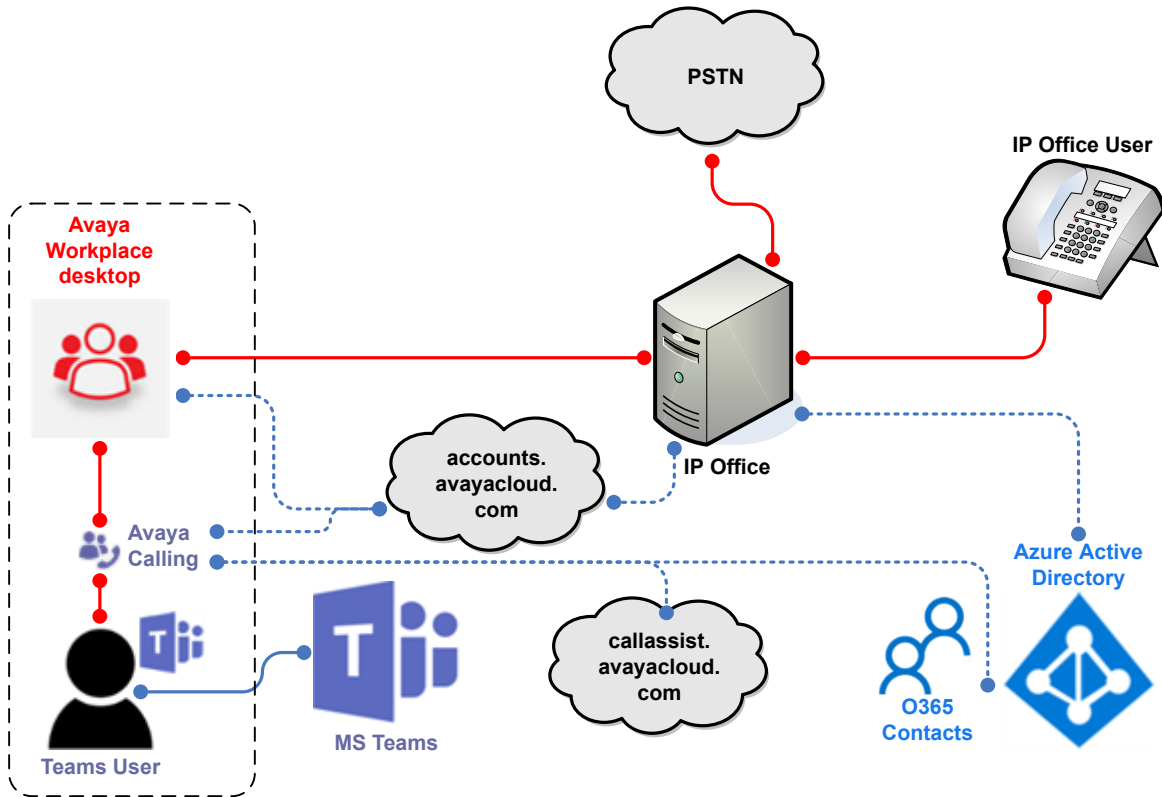 PSTN
IP Office User
Avaya
Workplace
desktop
IP Office
accounts.
avayacloud.
com
Avaya
Calling
Azure Active
Directory
T
T
callassist.
avayacloud.
com
O365
Contacts
MS Teams
Teams User